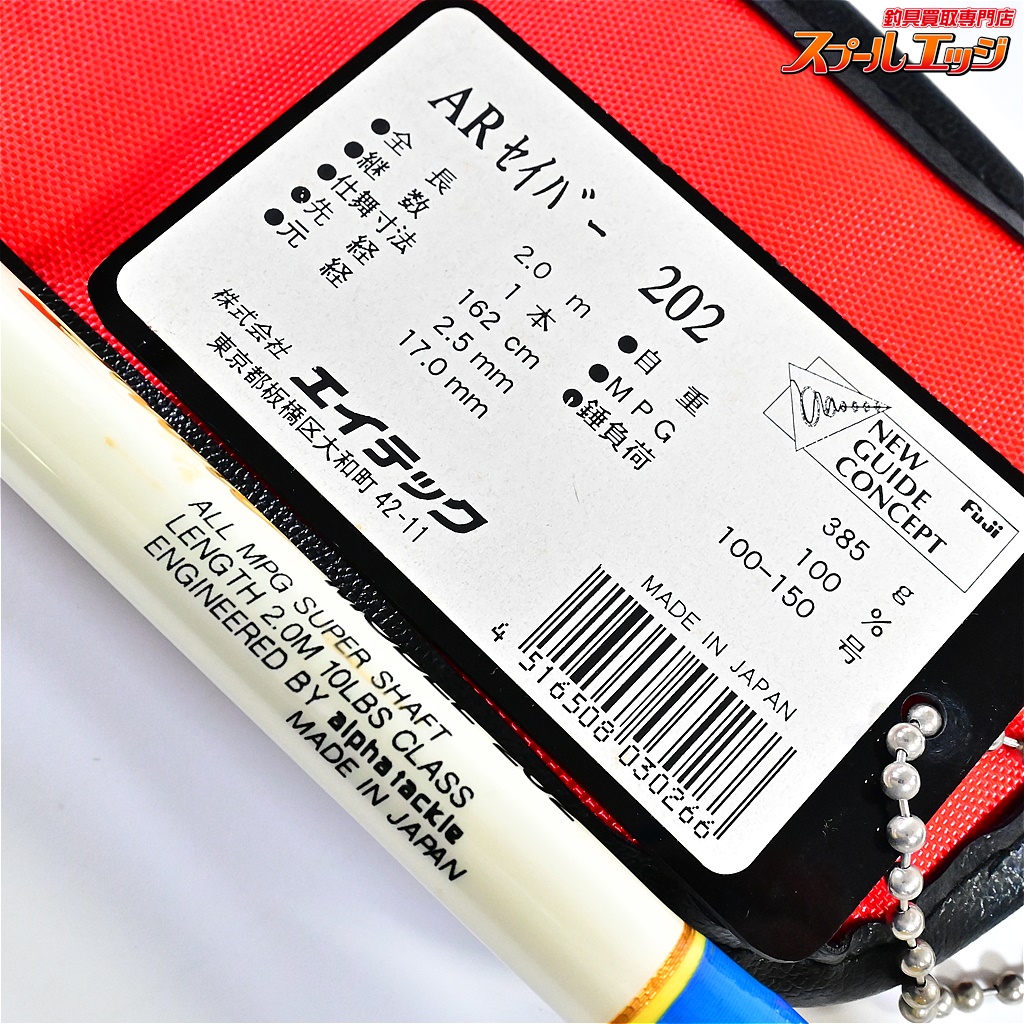 釣具買取専門店
スプールエッジ
ARセイバー 202
●全長 2.0 m
●継数 1 本
●仕舞寸法 162 cm
●先経 2.5 mm
●元経 17.0 mm
●自重 385 g
●MPG 100 %
●錘負荷 100-150 号
NEW
GUIDE
CONCEPT
Fuji
株式会社 エイテック
東京都板橋区大和町 42-11
MADE IN JAPAN
4 516508 030266
ALL MPG SUPER SHAFT
LENGTH 2.0M 10LBS CLASS
ENGINEERED BY alpha tackle
MADE IN JAPAN